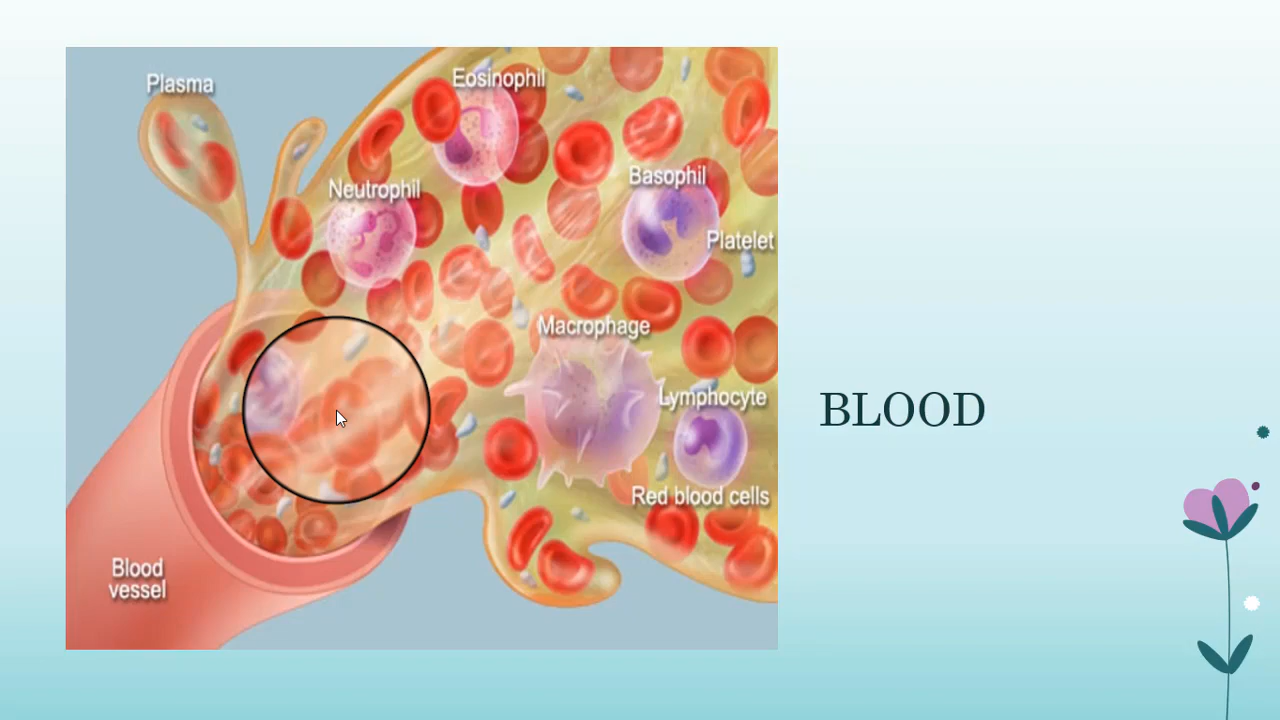 Plasma
Eosinophil
Neutrophil
Basophil
Platelet
Macrophage
Lymphocyte
Red blood cells
Blood
vessel
BLOOD